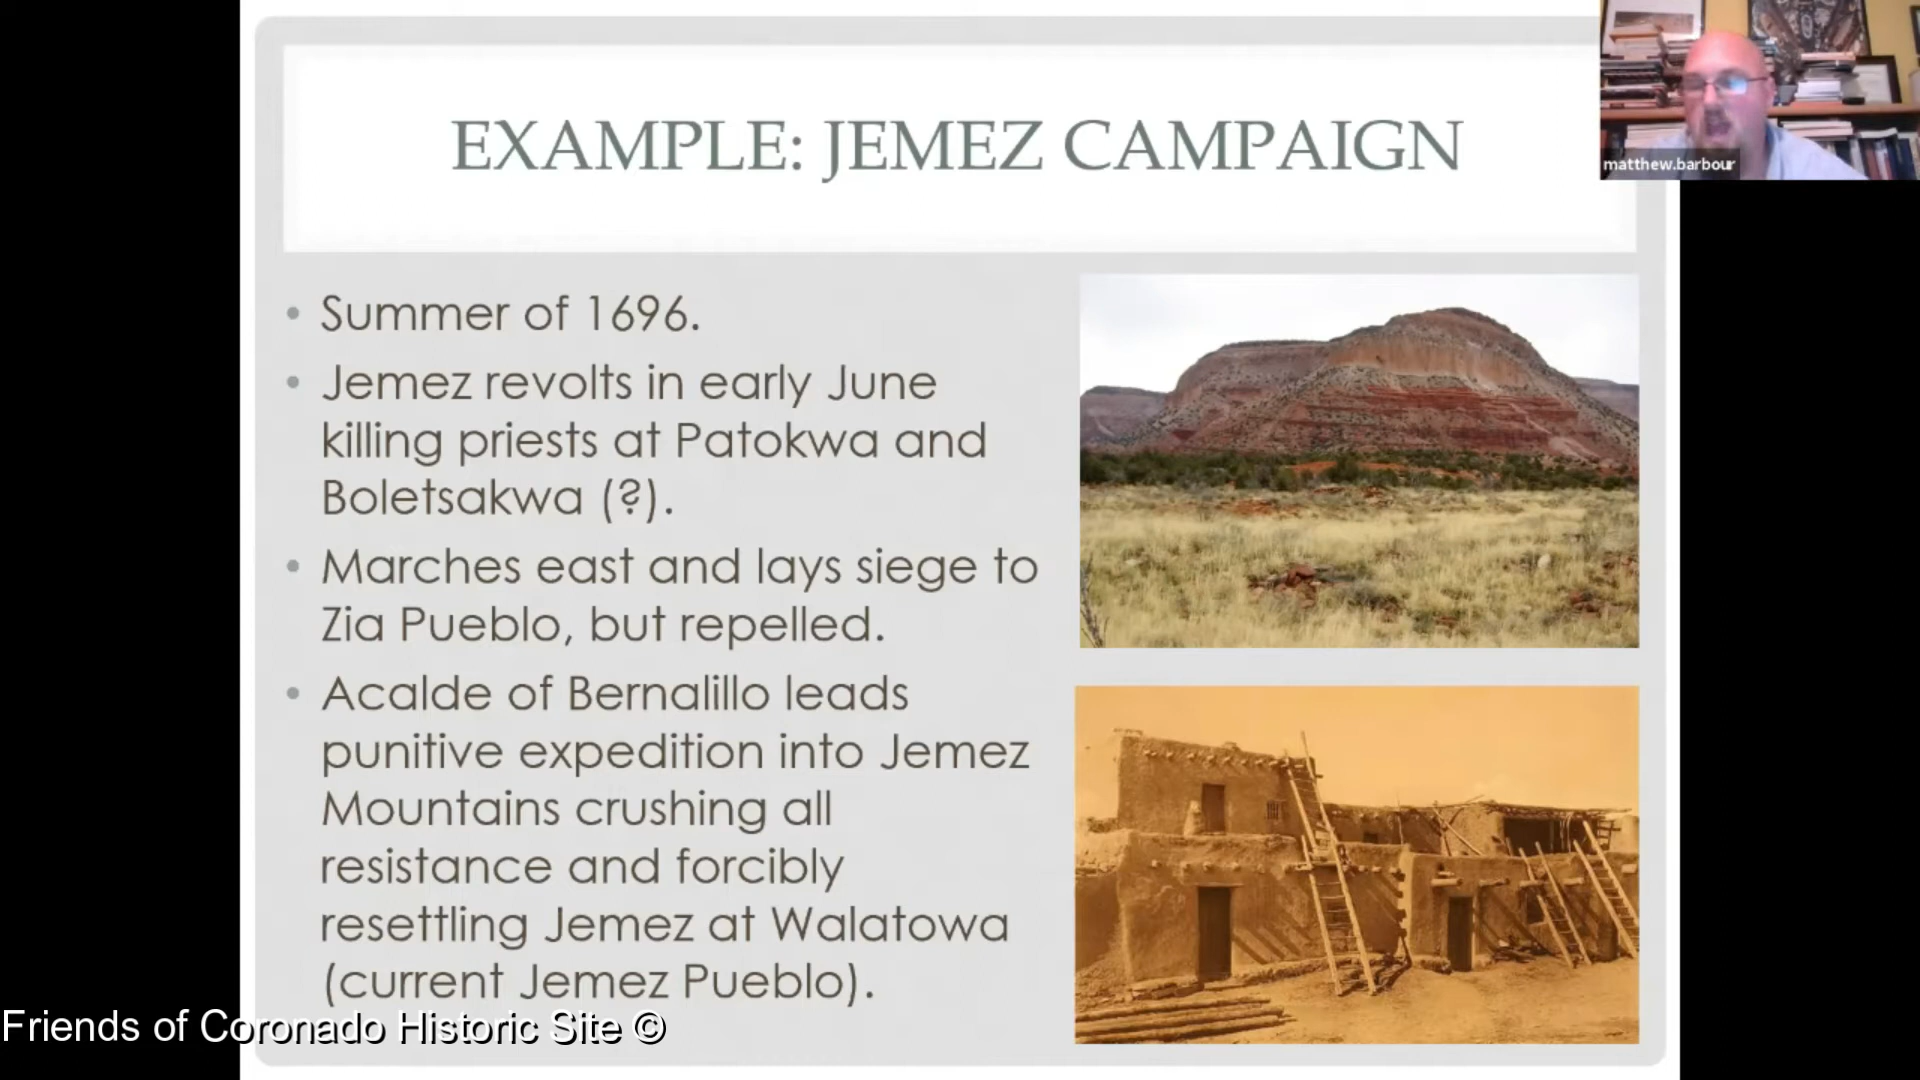 EXAMPLE: JEMEZ CAMPAIGN
matthew.barbour
• Summer of 1696.
• Jemez revolts in early June
killing priests at Patokwa and
Boletsakwa (?).
• Marches east and lays siege to
Zia Pueblo, but repelled.
• Acalde of Bernalillo leads
punitive expedition into Jemez
Mountains crushing all
resistance and forcibly
resettling Jemez at Walatowa
(current Jemez Pueblo).
Friends of Coronado Historic Site ©